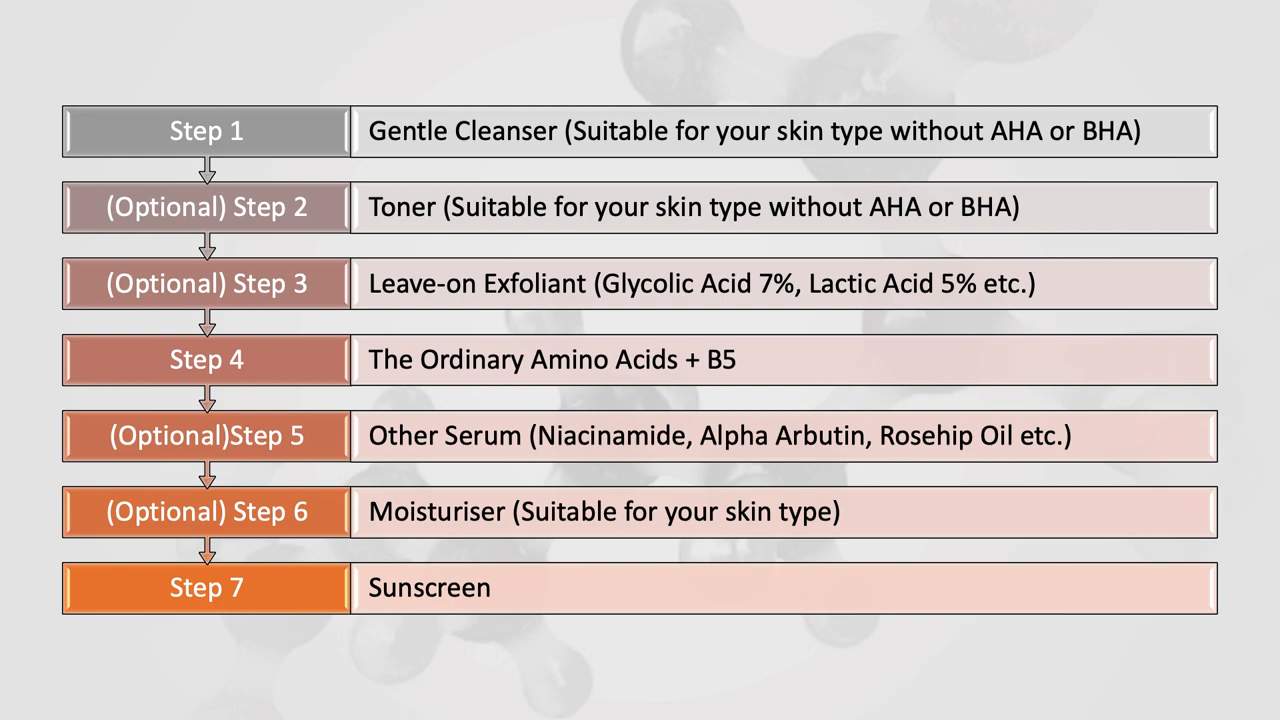 Step 1
Gentle Cleanser (Suitable for your skin type without AHA or BHA)
(Optional) Step 2
Toner (Suitable for your skin type without AHA or BHA)
(Optional) Step 3
Leave-on Exfoliant (Glycolic Acid 7%, Lactic Acid 5% etc.)
Step 4
The Ordinary Amino Acids + B5
(Optional)Step 5
Other Serum (Niacinamide, Alpha Arbutin, Rosehip Oil etc.)
(Optional) Step 6
Moisturiser (Suitable for your skin type)
Step 7
Sunscreen